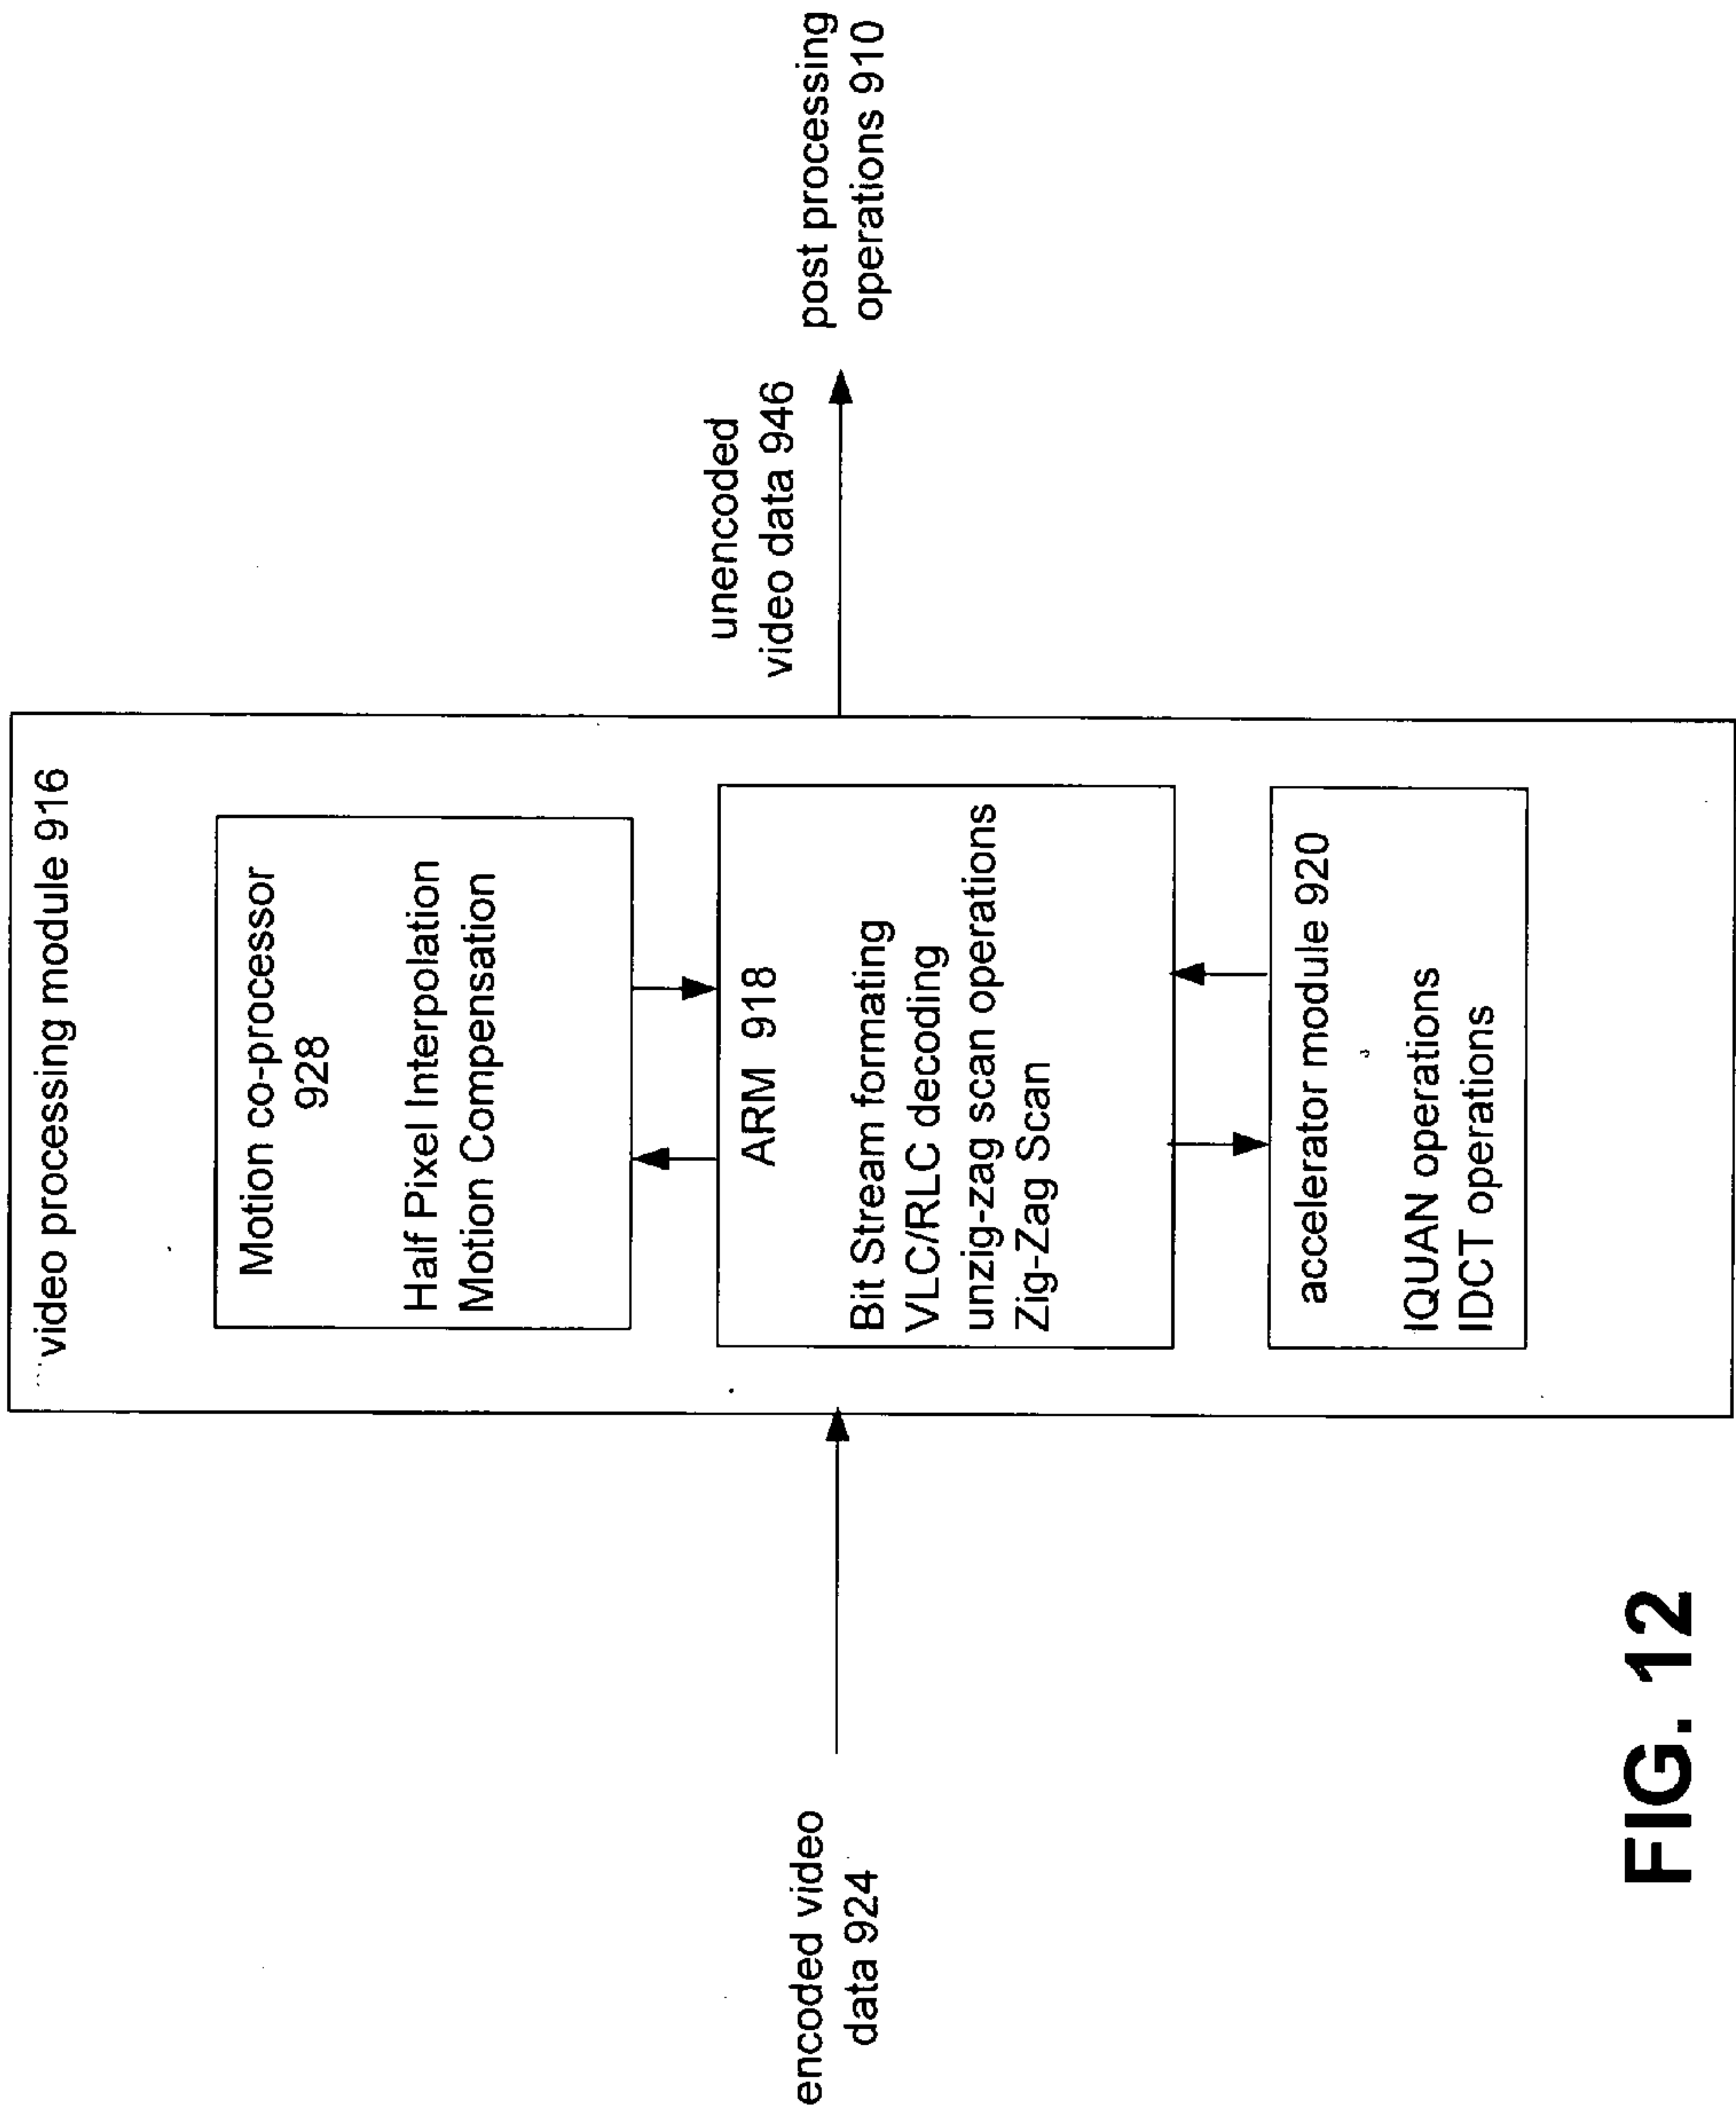 video processing module 916
Motion co-processor
928
Half Pixel Interpolation
Motion Compensation
ARM 918
Bit Stream formating
VLC/RLC decoding
unzig-zag scan operations
Zig-Zag Scan
accelerator module 920
IQUAN operations
IDCT operations
encoded video
data 924
unencoded
video data 946
post processing
operations 910
FIG. 12